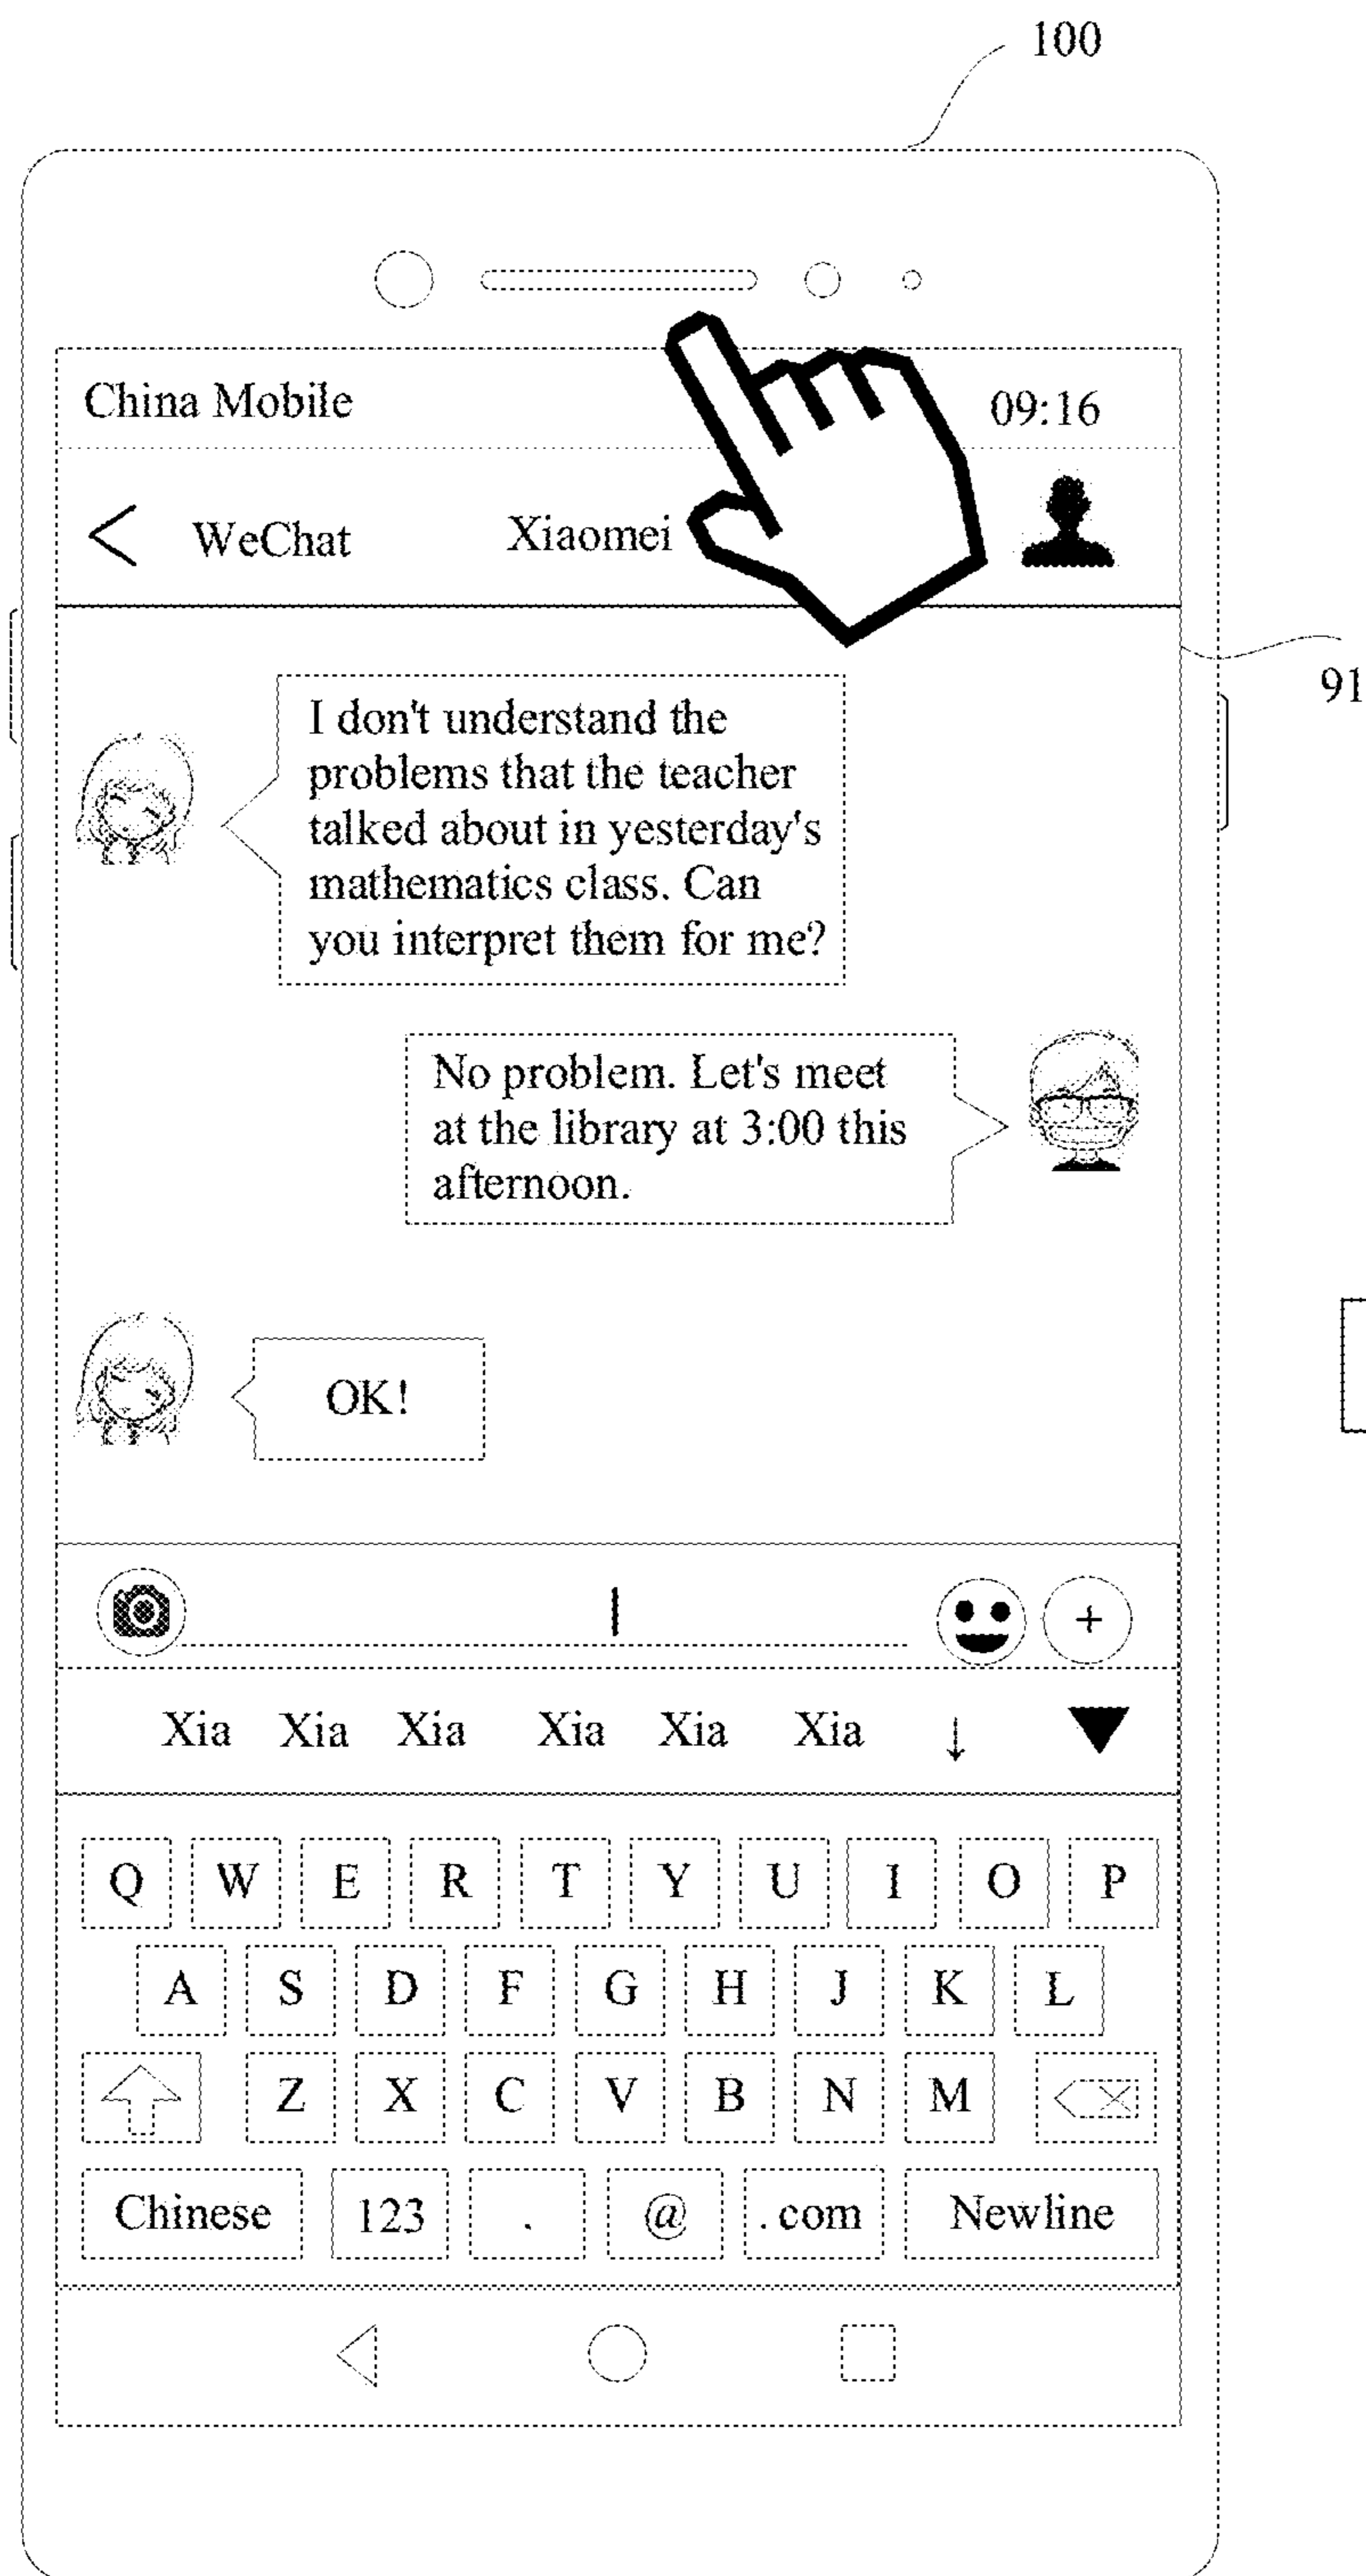 100
China Mobile 09:16
WeChat Xiaomei
91
I don't understand the
problems that the teacher
talked about in yesterday's
mathematics class. Can
you interpret them for me?
No problem. Let's meet
at the library at 3:00 this
afternoon.
OK!
+
Xia Xia Xia Xia Xia Xia ↓
Q W E R T Y U I O P
A S D F G H J K L
Z X C V B N M
Chinese 123 . @ .com Newline